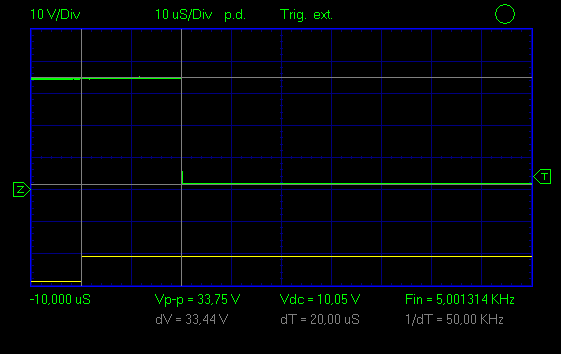 10 V/Div 10 uS/Div p.d. Trig. ext.
Z
T
-10,000 uS Vp-p = 33,75 V Vdc = 10,05 V Fin = 5,001314 KHz
dV = 33,44 V dT = 20,00 uS 1/dT = 50,00 KHz